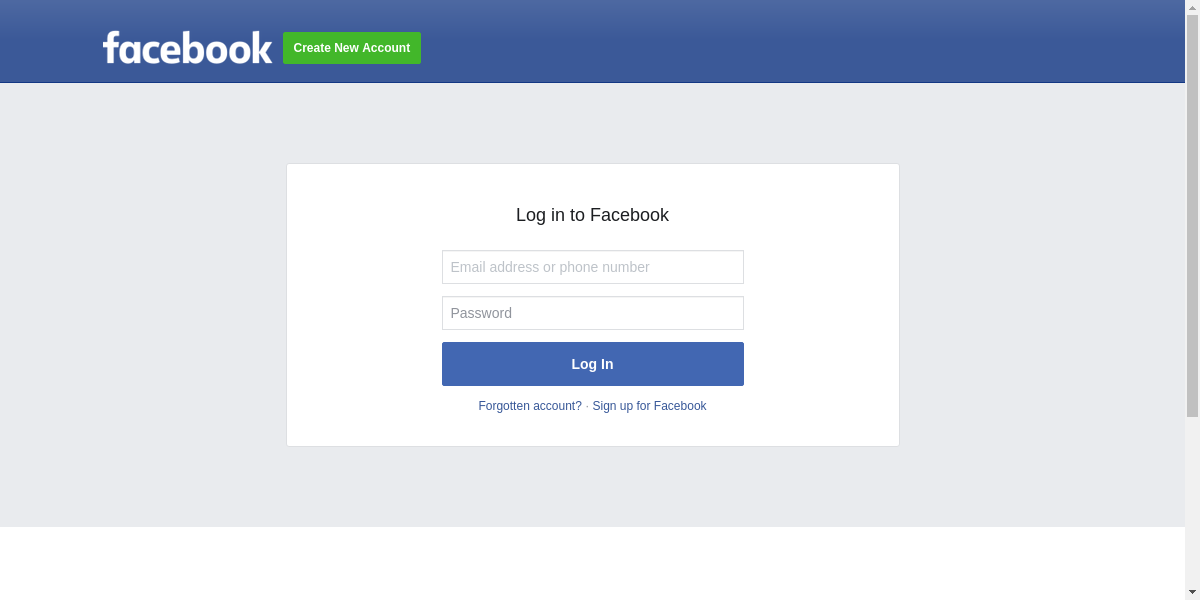 facebook
Create New Account
Log in to Facebook
Email address or phone number
Password
Log In
Forgotten account? · Sign up for Facebook